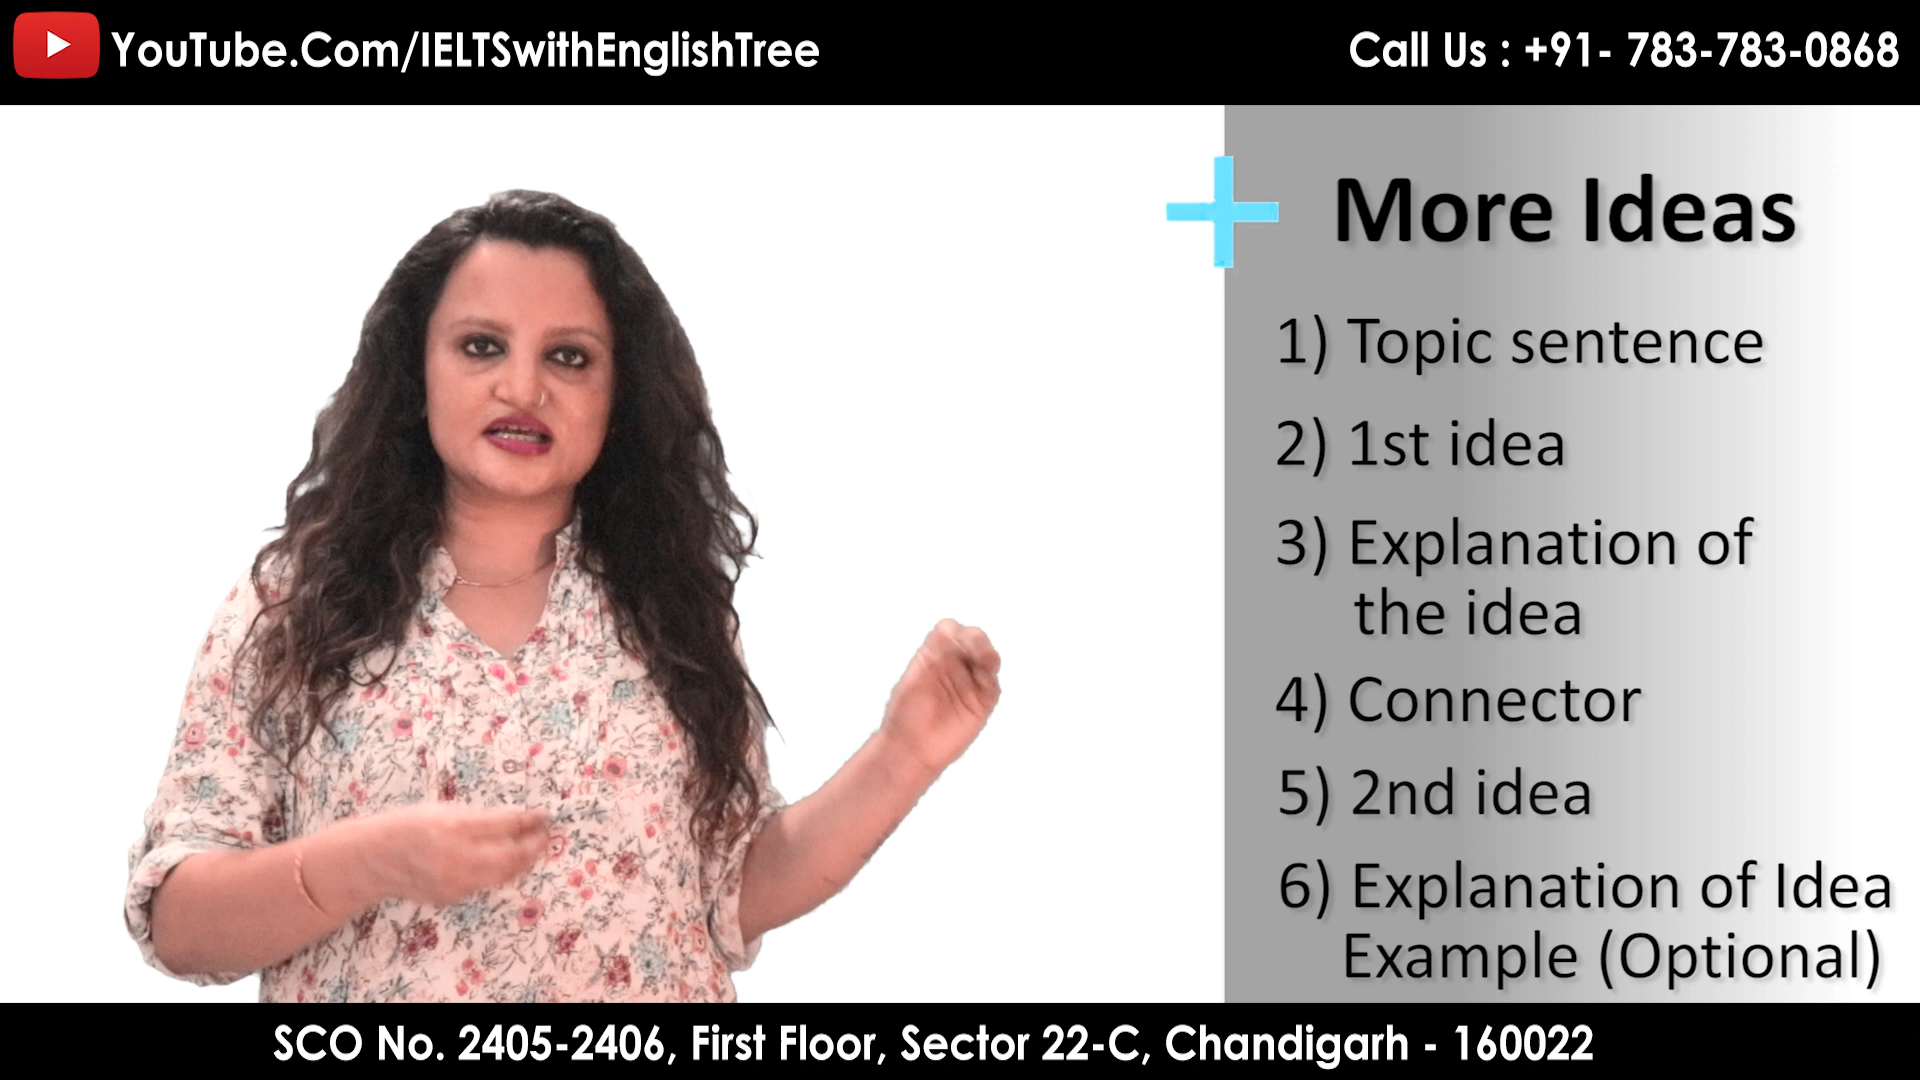 YouTube.Com/IELTSwithEnglishTree
Call Us : +91- 783-783-0868
More Ideas
1) Topic sentence
2) 1st idea
3) Explanation of
the idea
4) Connector
5) 2nd idea
6) Explanation of Idea
Example (Optional)
SCO No. 2405-2406, First Floor, Sector 22-C, Chandigarh - 160022